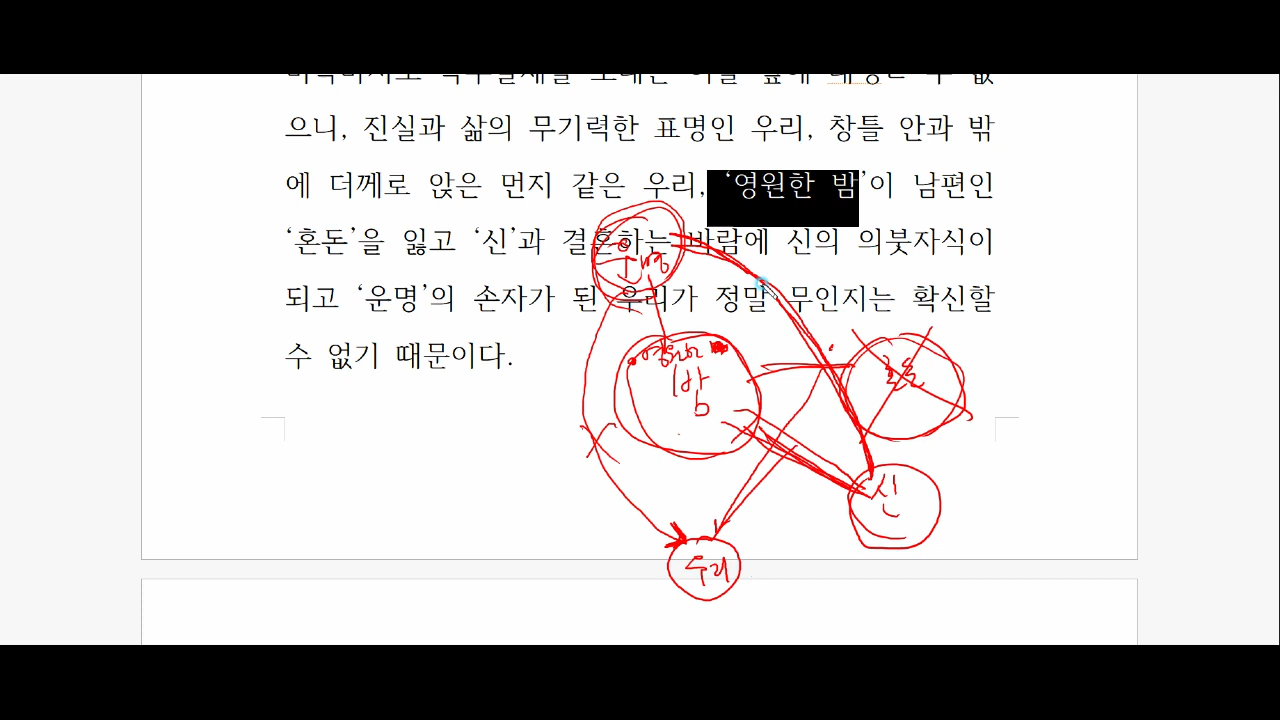 으니, 진실과 삶의 무기력한 표명인 우리, 창틀 안과 밖
에 더께로 앉은 먼지 같은 우리, ‘영원한 밤’이 남편인
‘혼돈’을 잃고 ‘신’과 결혼하는 바람에 신의 의붓자식이
되고 ‘운명’의 손자가 된 우리가 정말 무인지는 확신할
수 없기 때문이다.
운명
영원한
밤
혼돈
신
우리